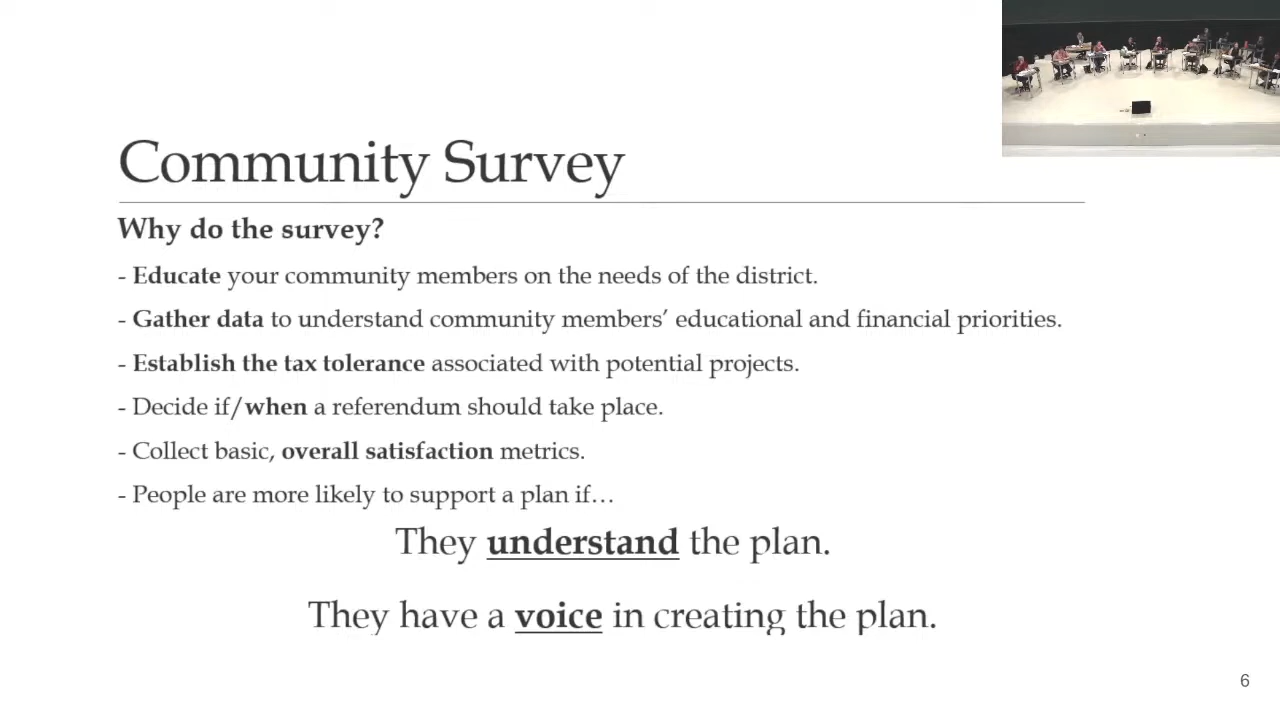 Community Survey
Why do the survey?
- Educate your community members on the needs of the district.
- Gather data to understand community members’ educational and financial priorities.
- Establish the tax tolerance associated with potential projects.
- Decide if/when a referendum should take place.
- Collect basic, overall satisfaction metrics.
- People are more likely to support a plan if…
They understand the plan.
They have a voice in creating the plan.
6